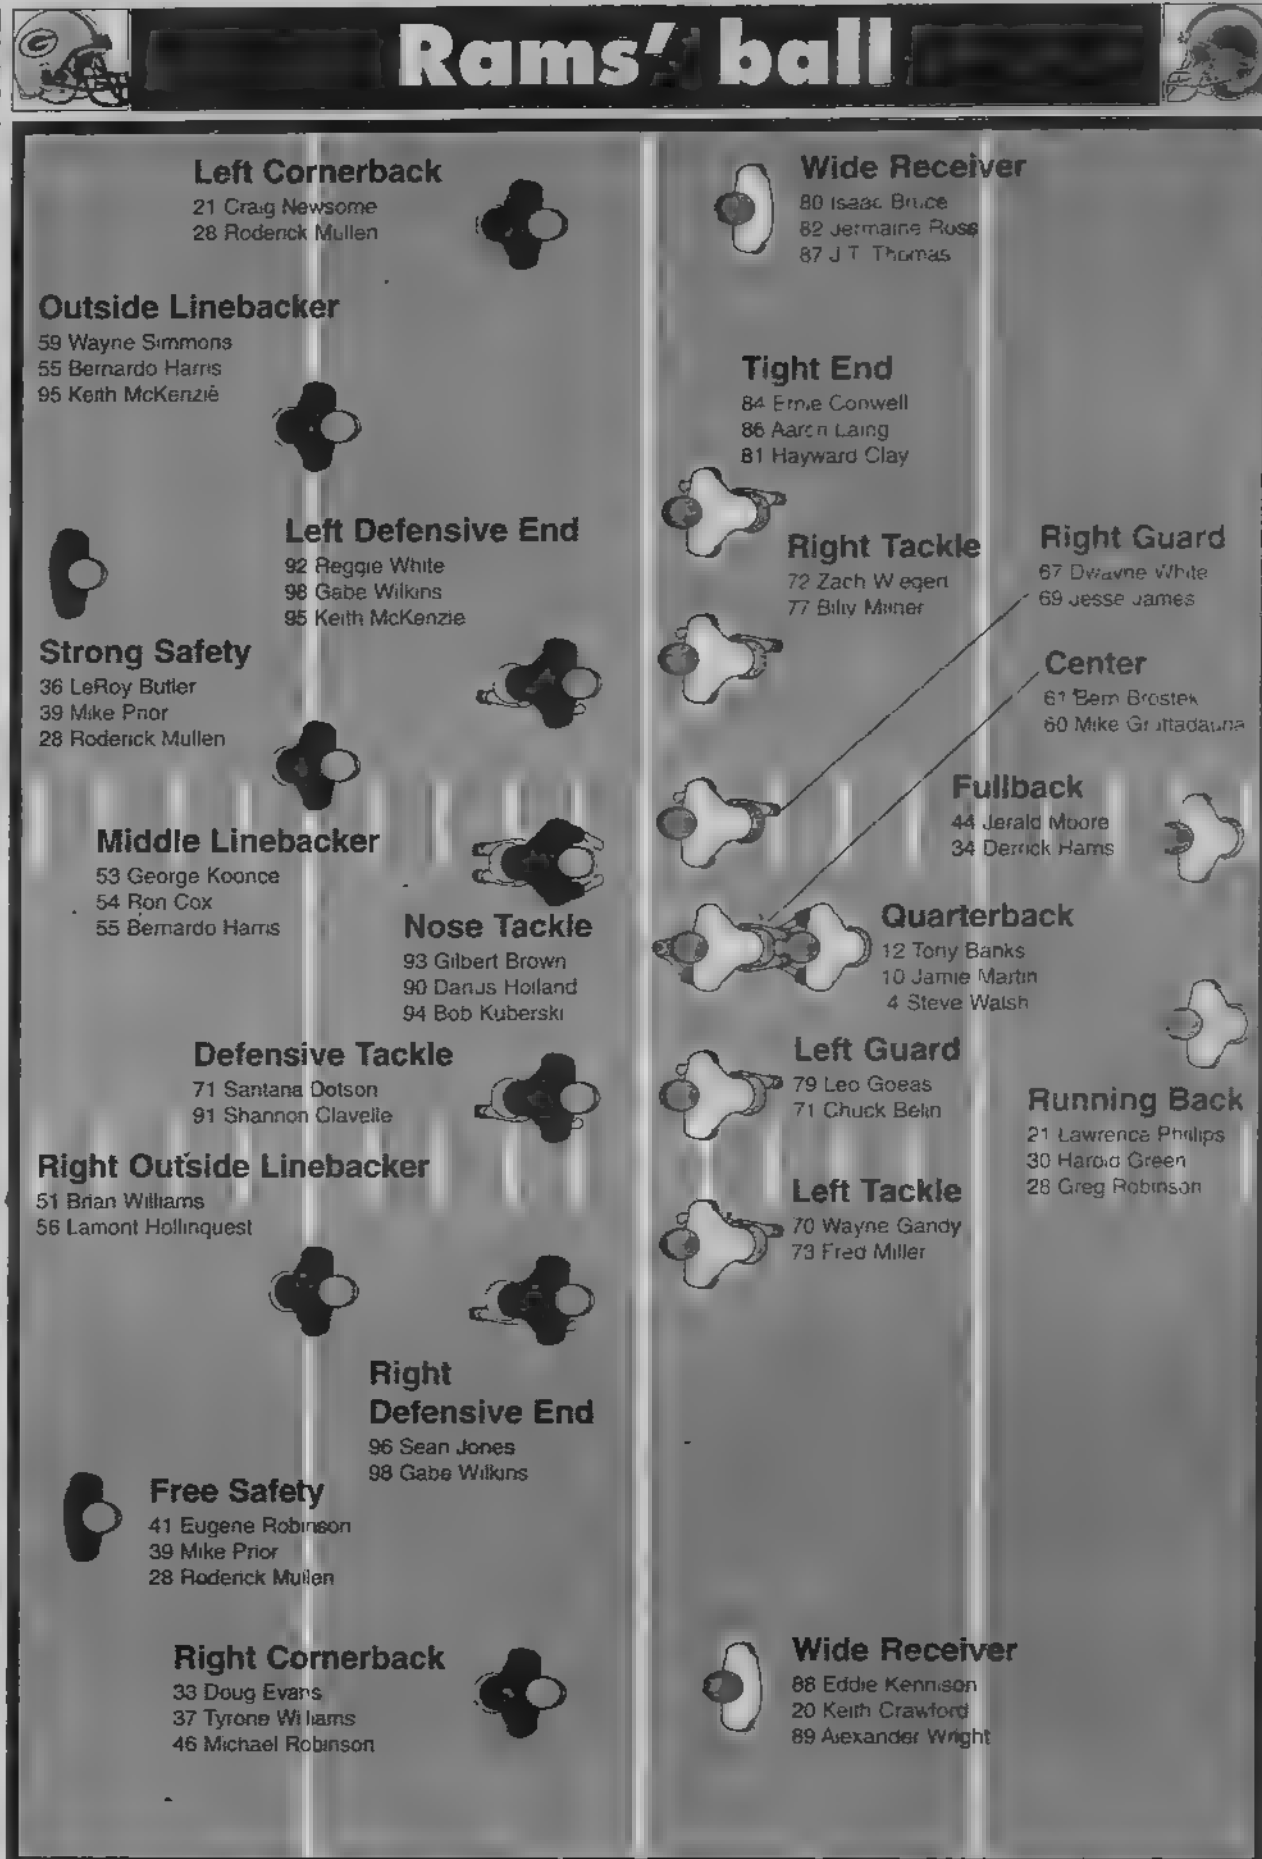 Rams' ball
Left Cornerback
21 Craig Newsome
28 Roderick Mullen
Wide Receiver
80 Isaac Bruce
82 Jermaine Ross
87 J.T. Thomas
Outside Linebacker
59 Wayne Simmons
55 Bernardo Harris
95 Keith McKenzie
Tight End
84 Ernie Conwell
86 Aaron Laing
81 Hayward Clay
Left Defensive End
92 Reggie White
98 Gabe Wilkins
95 Keith McKenzie
Right Tackle
72 Zach Wiegert
77 Billy Milner
Right Guard
67 Dwayne White
69 Jesse James
Strong Safety
36 LeRoy Butler
39 Mike Prior
28 Roderick Mullen
Center
61 Bern Brostek
60 Mike Gruttadauria
Middle Linebacker
53 George Koonce
54 Ron Cox
55 Bernardo Harris
Fullback
44 Jerald Moore
34 Derrick Harris
Nose Tackle
93 Gilbert Brown
90 Darius Holland
94 Bob Kuberski
Quarterback
12 Tony Banks
10 Jamie Martin
4 Steve Walsh
Defensive Tackle
71 Santana Dotson
91 Shannon Clavelle
Left Guard
79 Leo Goeas
71 Chuck Belin
Running Back
21 Lawrence Phillips
30 Harold Green
28 Greg Robinson
Right Outside Linebacker
51 Brian Williams
56 Lamont Hollinquest
Left Tackle
70 Wayne Gandy
73 Fred Miller
Right
Defensive End
96 Sean Jones
98 Gabe Wilkins
Free Safety
41 Eugene Robinson
39 Mike Prior
28 Roderick Mullen
Right Cornerback
33 Doug Evans
37 Tyrone Williams
46 Michael Robinson
Wide Receiver
88 Eddie Kennison
20 Keith Crawford
89 Alexander Wright